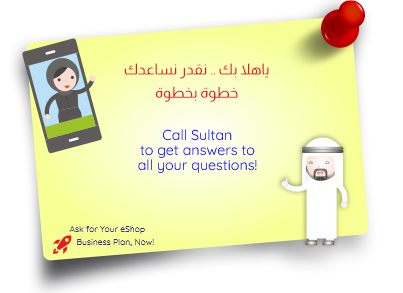 ياهلا بك .. نقدر نساعدك
خطوة بخطوة
Call Sultan
to get answers to
all your questions!
Ask for Your eShop
Business Plan, Now!